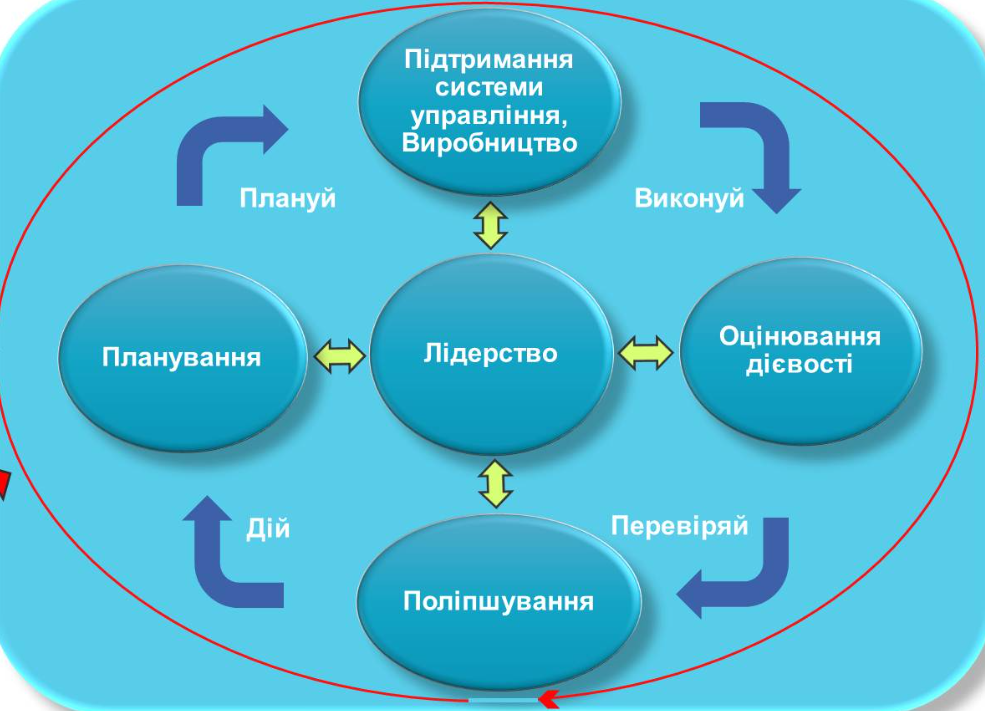 Підтримання
системи
управління,
Виробництво
Плануй
Виконуй
Планування
Лідерство
Оцінювання
дієвості
Дій
Перевіряй
Поліпшування